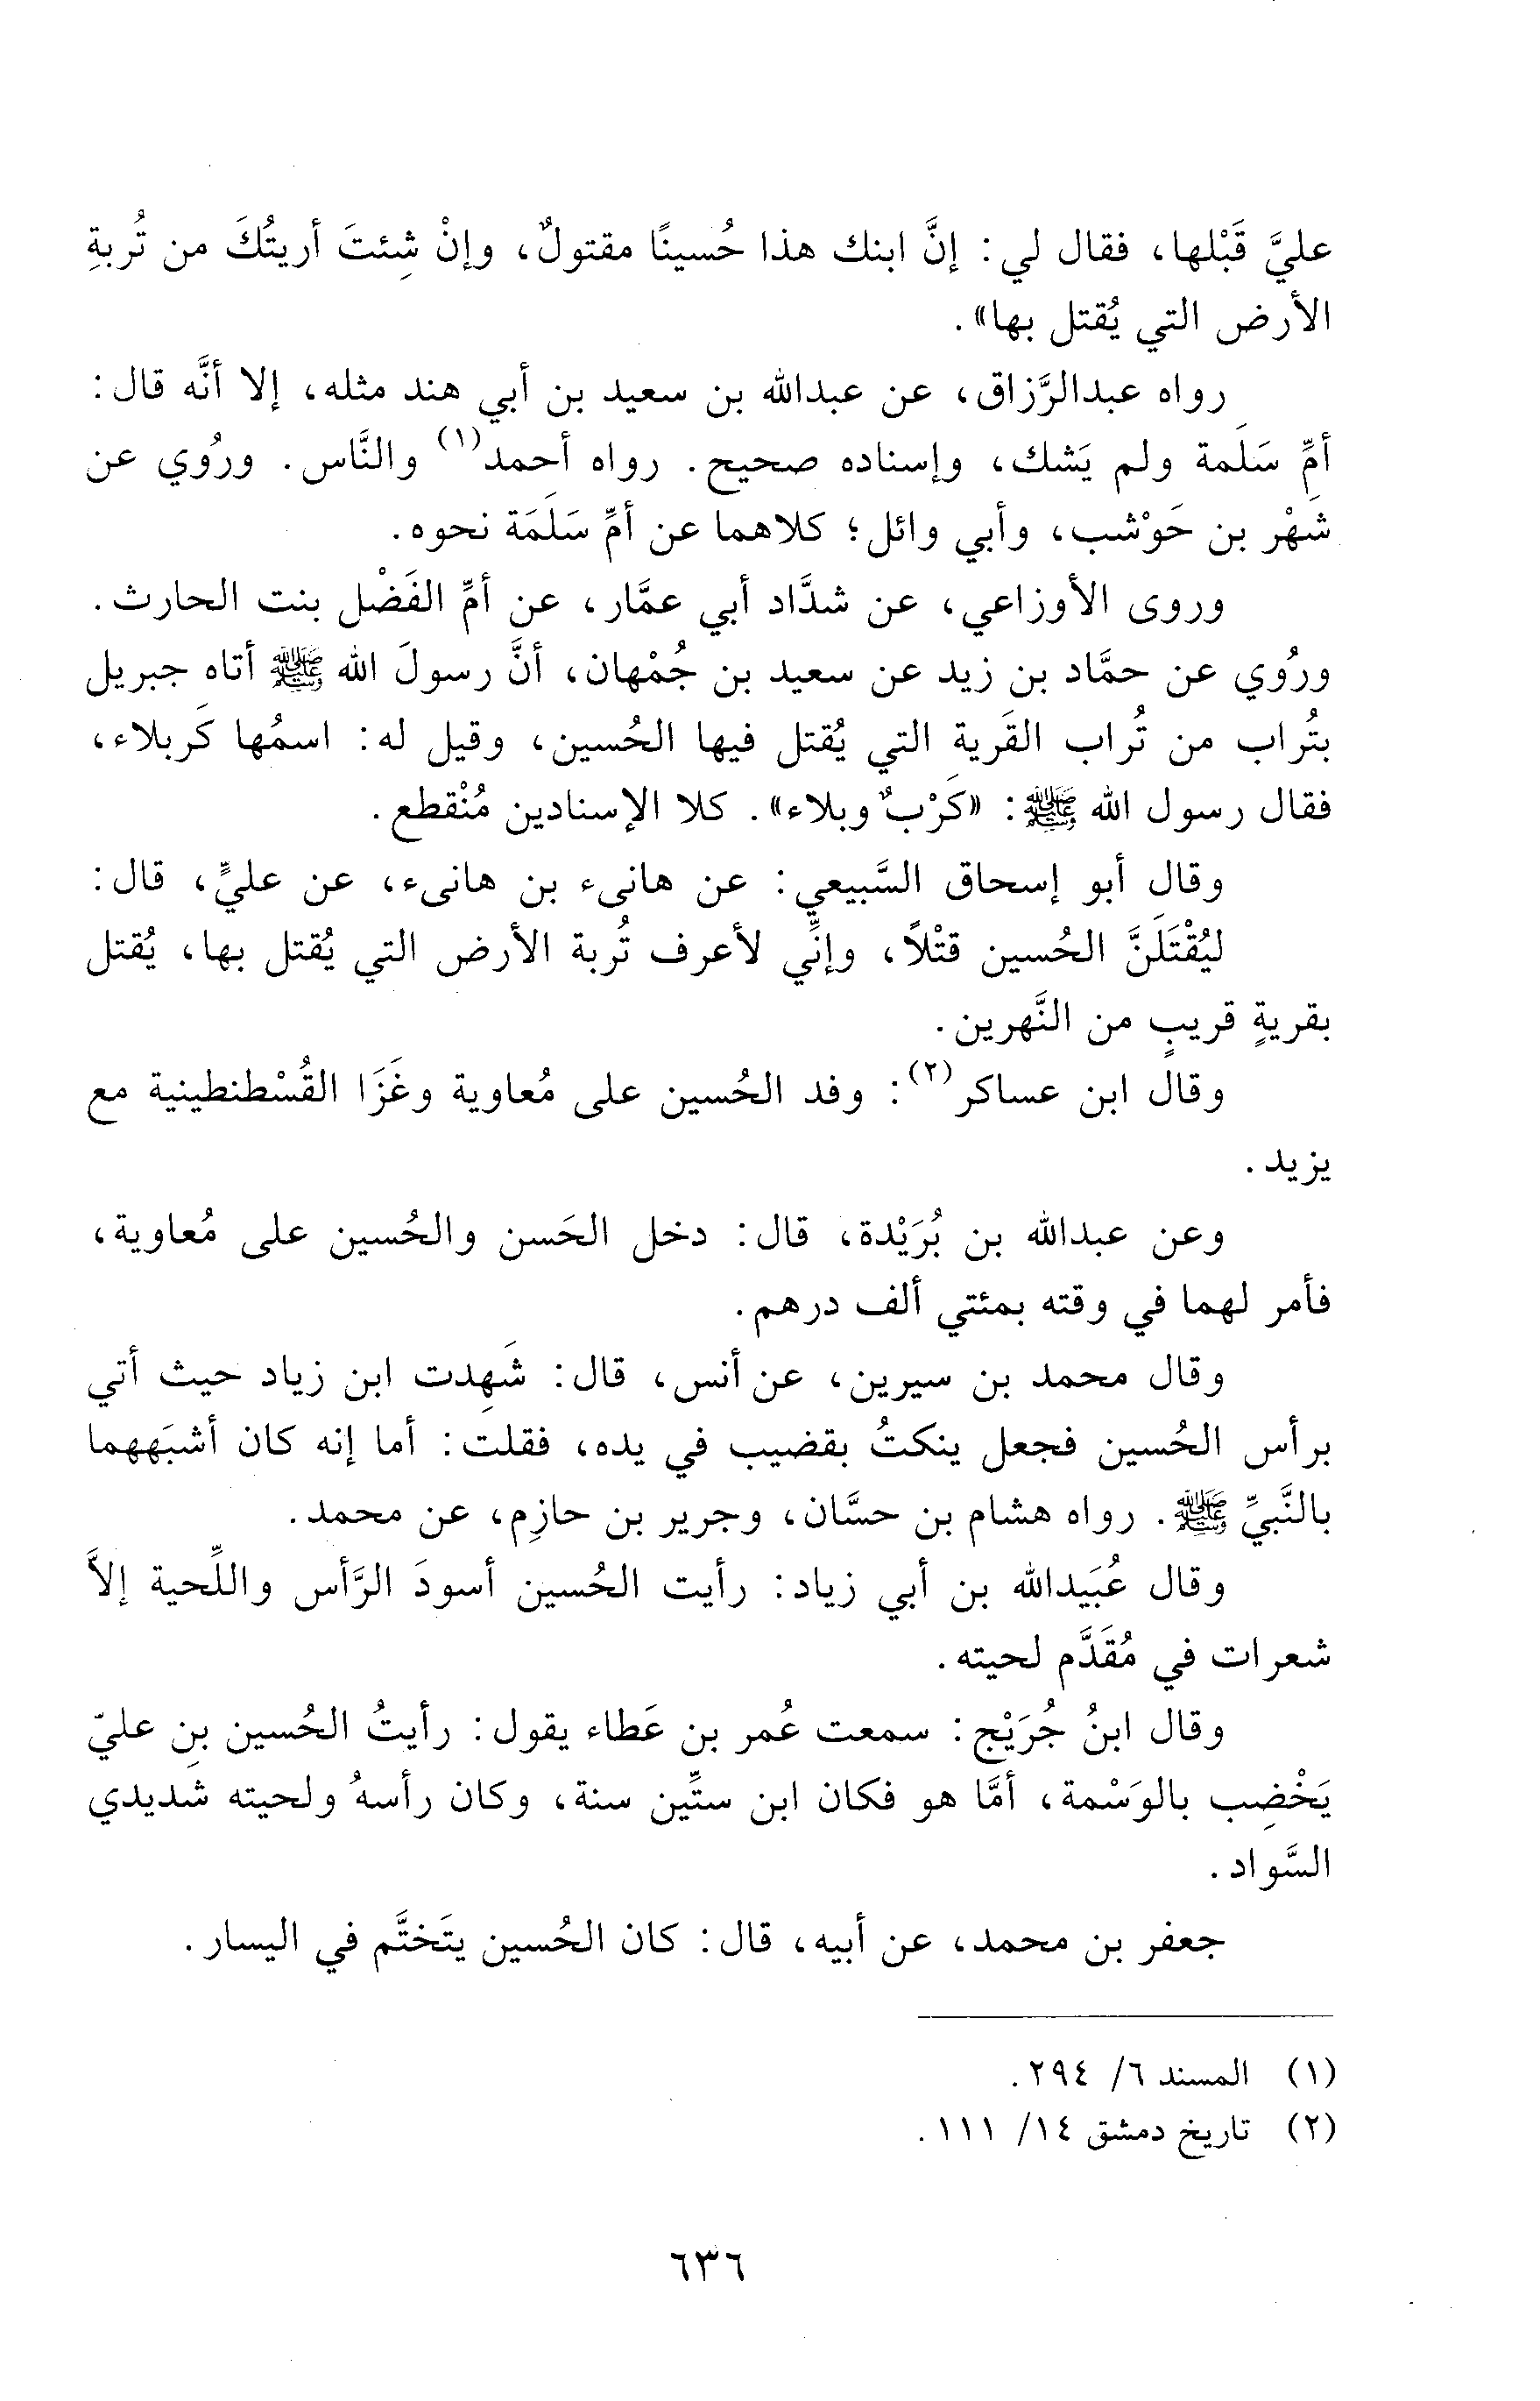 عليَّ قَبْلها، فقال لي: إنَّ ابنك هذا حُسينًا مقتولٌ، وإنْ شِئتَ أريتُكَ من تُربةِ
الأرض التي يُقتل بها».
رواه عبدالرَّزاق، عن عبدالله بن سعيد بن أبي هند مثله، إلا أنَّه قال:
أمِّ سَلَمة ولم يَشك، وإسناده صحيح. رواه أحمد(١) والنَّاس. ورُوي عن
شَهْر بن حَوْشب، وأبي وائل؛ كلاهما عن أمِّ سَلَمَة نحوه.
وروى الأوزاعي، عن شدَّاد أبي عمَّار، عن أمِّ الفَضْل بنت الحارث.
ورُوي عن حمَّاد بن زيد عن سعيد بن جُمْهان، أنَّ رسولَ الله ﷺ أتاه جبريل
بتُراب من تُراب القَرية التي يُقتل فيها الحُسين، وقيل له: اسمُها كَربلاء،
فقال رسول الله ﷺ: «كَرْبٌ وبلاء». كلا الإسنادين مُنْقطع.
وقال أبو إسحاق السَّبيعي: عن هانىء بن هانىء، عن عليٍّ، قال:
ليُقْتَلَنَّ الحُسين قتْلاً، وإنِّي لأعرف تُربة الأرض التي يُقتل بها، يُقتل
بقريةٍ قريبٍ من النَّهرين.
وقال ابن عساكر(٢): وفد الحُسين على مُعاوية وغَزَا القُسْطنطينية مع
يزيد.
وعن عبدالله بن بُرَيْدة، قال: دخل الحَسن والحُسين على مُعاوية،
فأمر لهما في وقته بمئتي ألف درهم.
وقال محمد بن سيرين، عن أنس، قال: شَهِدت ابن زياد حيث أتي
برأس الحُسين فجعل ينكتُ بقضيب في يده، فقلت: أما إنه كان أشبَههما
بالنَّبيِّ ﷺ. رواه هشام بن حسَّان، وجرير بن حازِم، عن محمد.
وقال عُبَيدالله بن أبي زياد: رأيت الحُسين أسودَ الرَّأس واللِّحية إلاَّ
شعرات في مُقَدَّم لحيته.
وقال ابنُ جُرَيْج: سمعت عُمر بن عَطاء يقول: رأيتُ الحُسين بنِ عليّ
يَخْضِب بالوَسْمة، أمَّا هو فكان ابن ستِّين سنة، وكان رأسهُ ولحيته شديدي
السَّواد.
جعفر بن محمد، عن أبيه، قال: كان الحُسين يتَختَّم في اليسار.
(١) المسند ٦/ ٢٩٤.
(٢) تاريخ دمشق ١٤/ ١١١.
٦٣٦